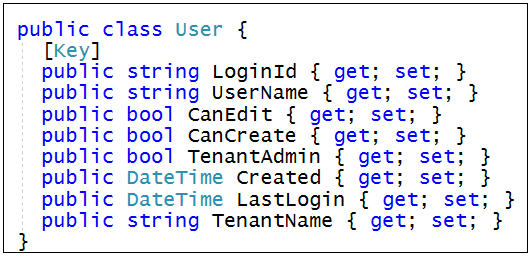 public class User {
[Key]
public string LoginId { get; set; }
public string UserName { get; set; }
public bool CanEdit { get; set; }
public bool CanCreate { get; set; }
public bool TenantAdmin { get; set; }
public DateTime Created { get; set; }
public DateTime LastLogin { get; set; }
public string TenantName { get; set; }
}